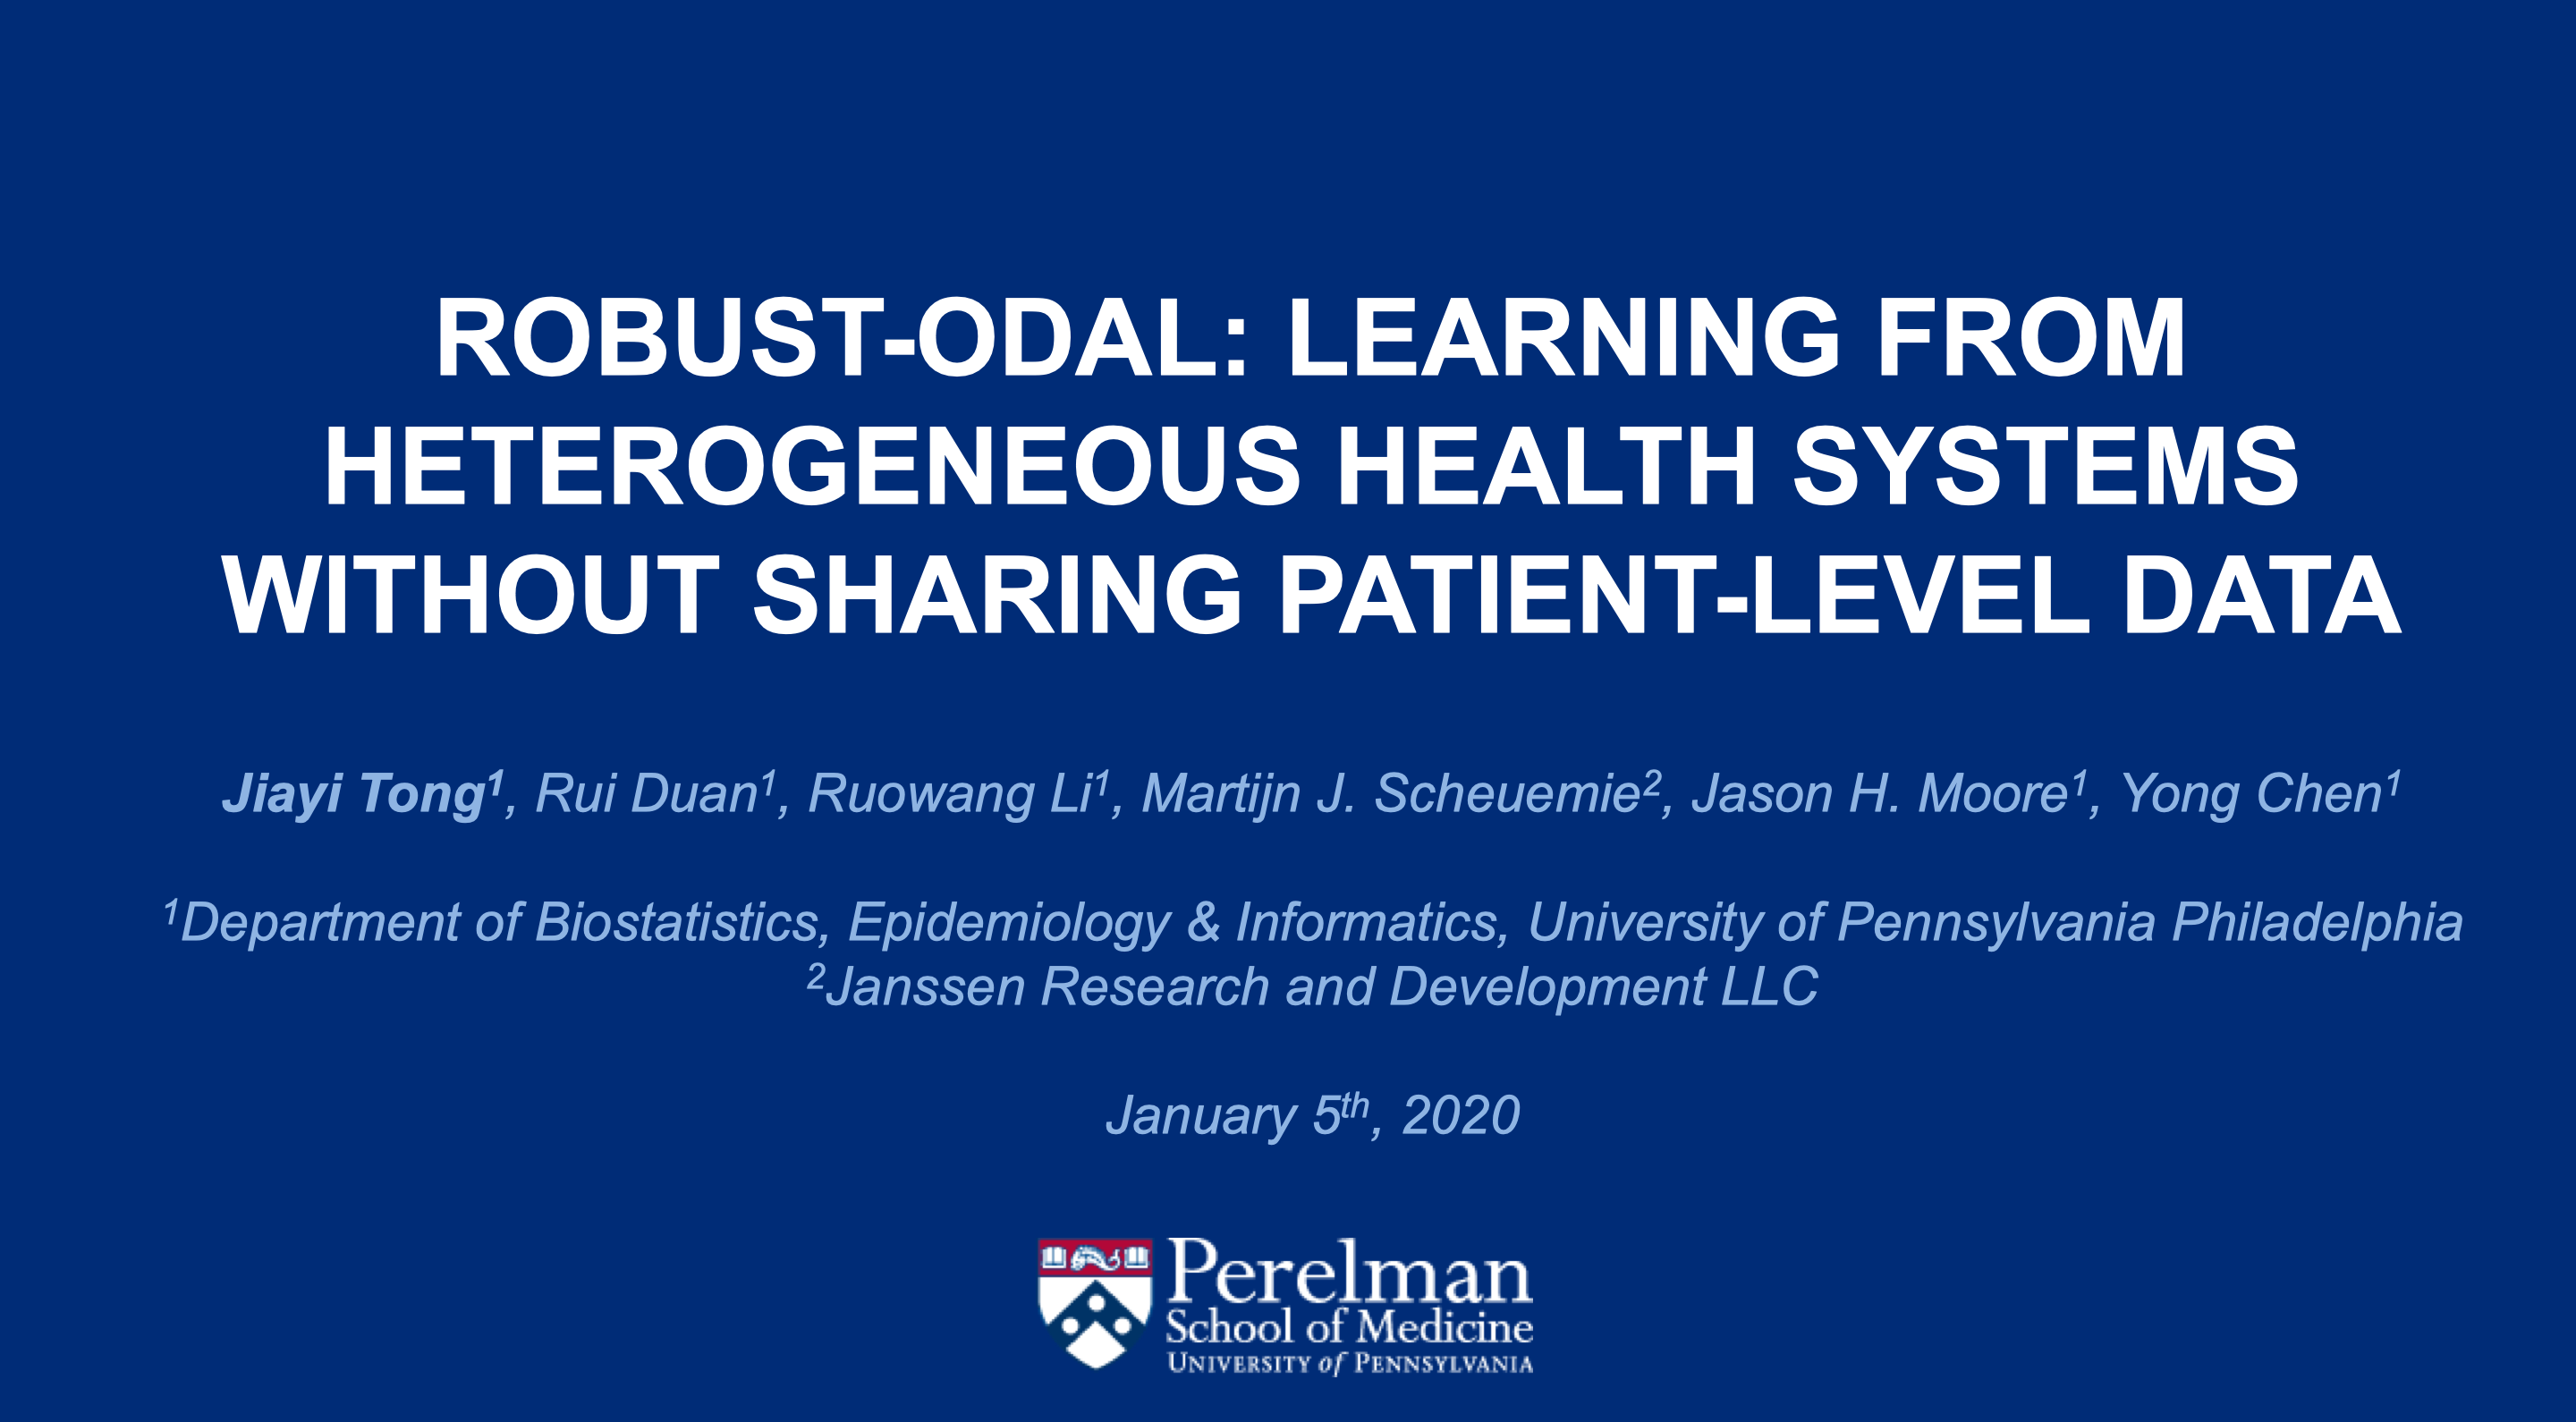 ROBUST-ODAL: LEARNING FROM
HETEROGENEOUS HEALTH SYSTEMS
WITHOUT SHARING PATIENT-LEVEL DATA
Jiayi Tong¹, Rui Duan¹, Ruowang Li¹, Martijn J. Scheuemie², Jason H. Moore¹, Yong Chen¹
¹Department of Biostatistics, Epidemiology & Informatics, University of Pennsylvania Philadelphia
²Janssen Research and Development LLC
January 5th, 2020
Perelman
School of Medicine
UNIVERSITY of PENNSYLVANIA